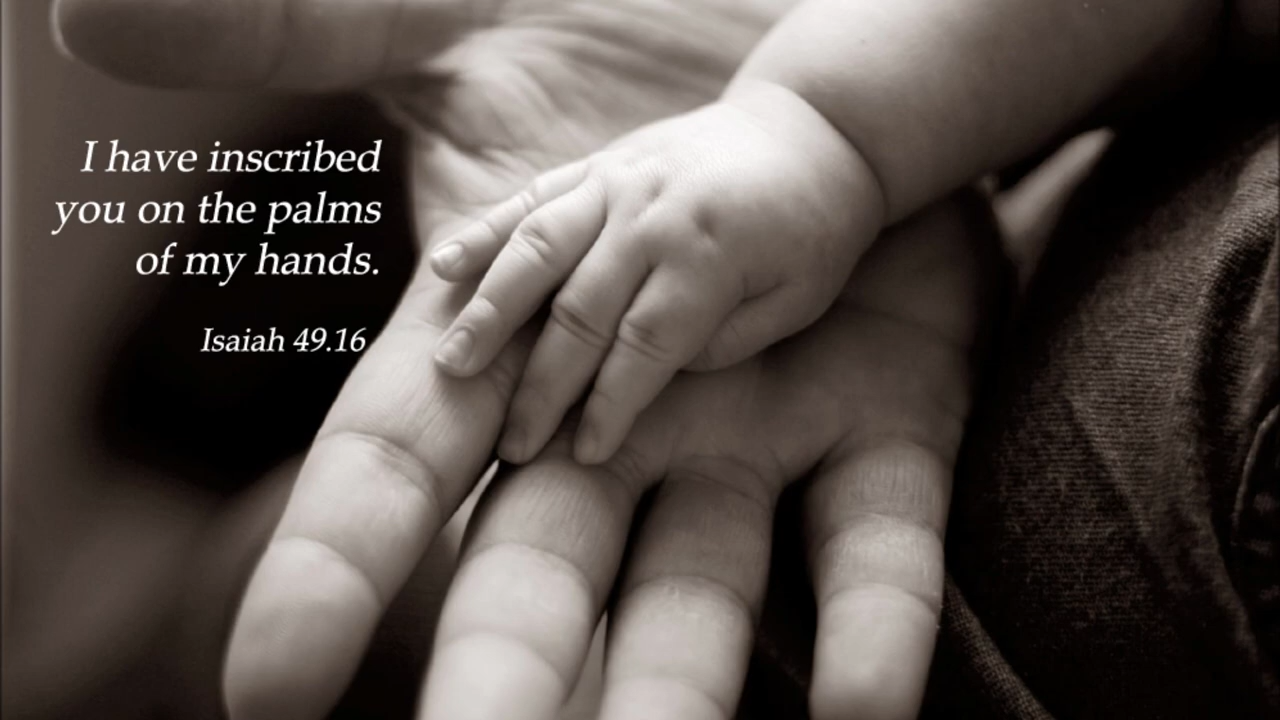 I have inscribed
you on the palms
of my hands.
Isaiah 49.16